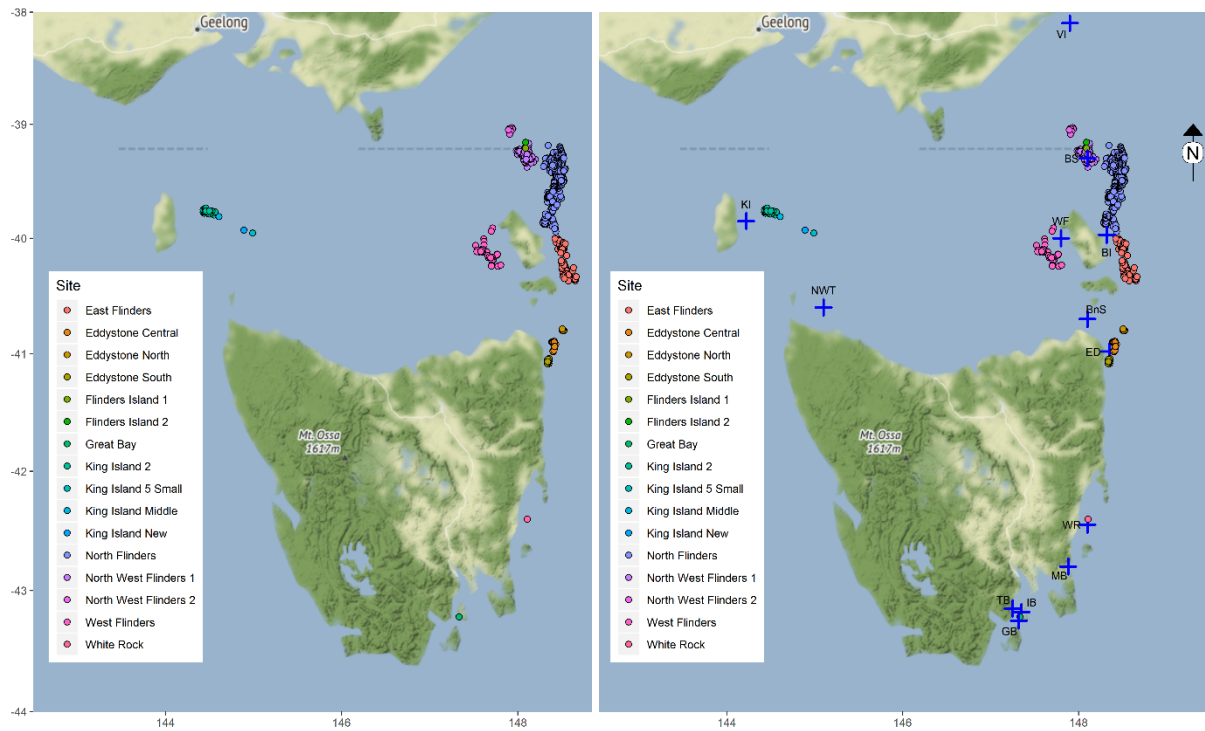 -38
-39
-40
-41
-42
-43
-44
Geelong
Mt. Ossa
1617m
Site
East Flinders
Eddystone Central
Eddystone North
Eddystone South
Flinders Island 1
Flinders Island 2
Great Bay
King Island 2
King Island 5 Small
King Island Middle
King Island New
North Flinders
North West Flinders 1
North West Flinders 2
West Flinders
White Rock
144
146
148
Geelong
VI
N
BS
KI
WF
BI
NWT
BnS
ED
Mt. Ossa
1617m
WR
MB
TB
IB
GB
Site
East Flinders
Eddystone Central
Eddystone North
Eddystone South
Flinders Island 1
Flinders Island 2
Great Bay
King Island 2
King Island 5 Small
King Island Middle
King Island New
North Flinders
North West Flinders 1
North West Flinders 2
West Flinders
White Rock
144
146
148